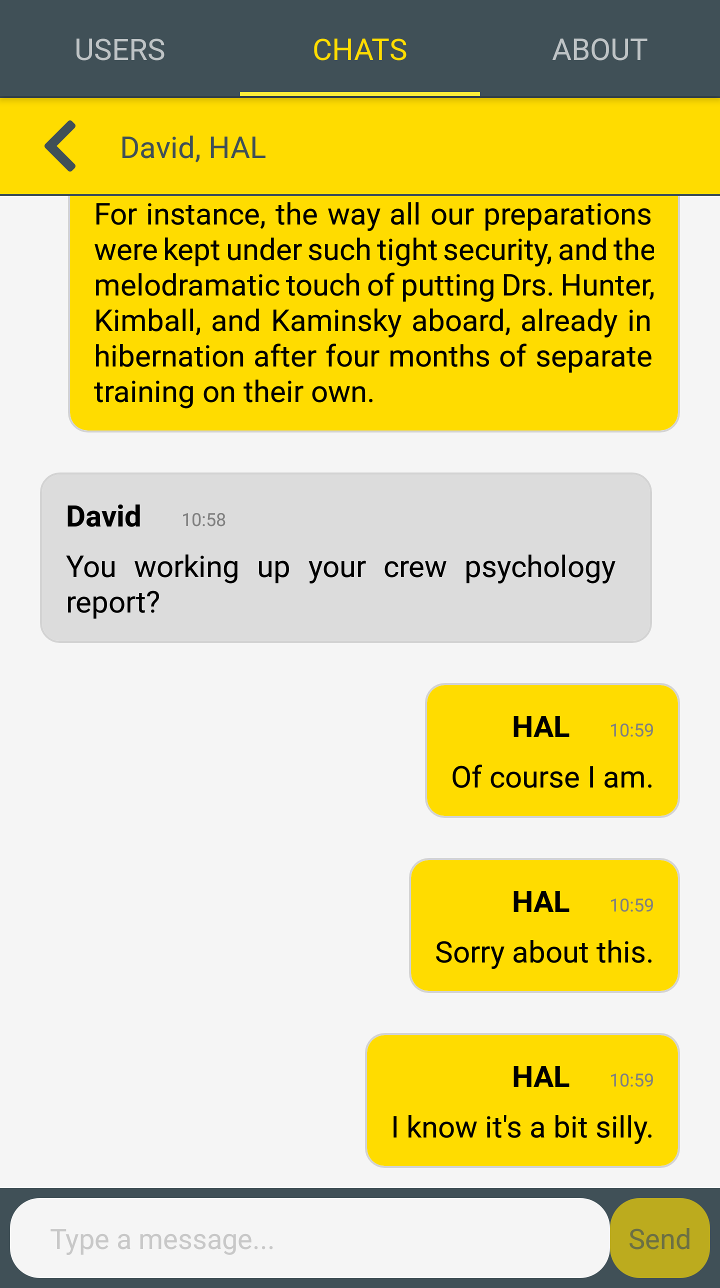 USERS CHATS ABOUT
David, HAL
For instance, the way all our preparations
were kept under such tight security, and the
melodramatic touch of putting Drs. Hunter,
Kimball, and Kaminsky aboard, already in
hibernation after four months of separate
training on their own.
David 10:58
You working up your crew psychology
report?
HAL 10:59
Of course I am.
HAL 10:59
Sorry about this.
HAL 10:59
I know it's a bit silly.
Type a message... Send